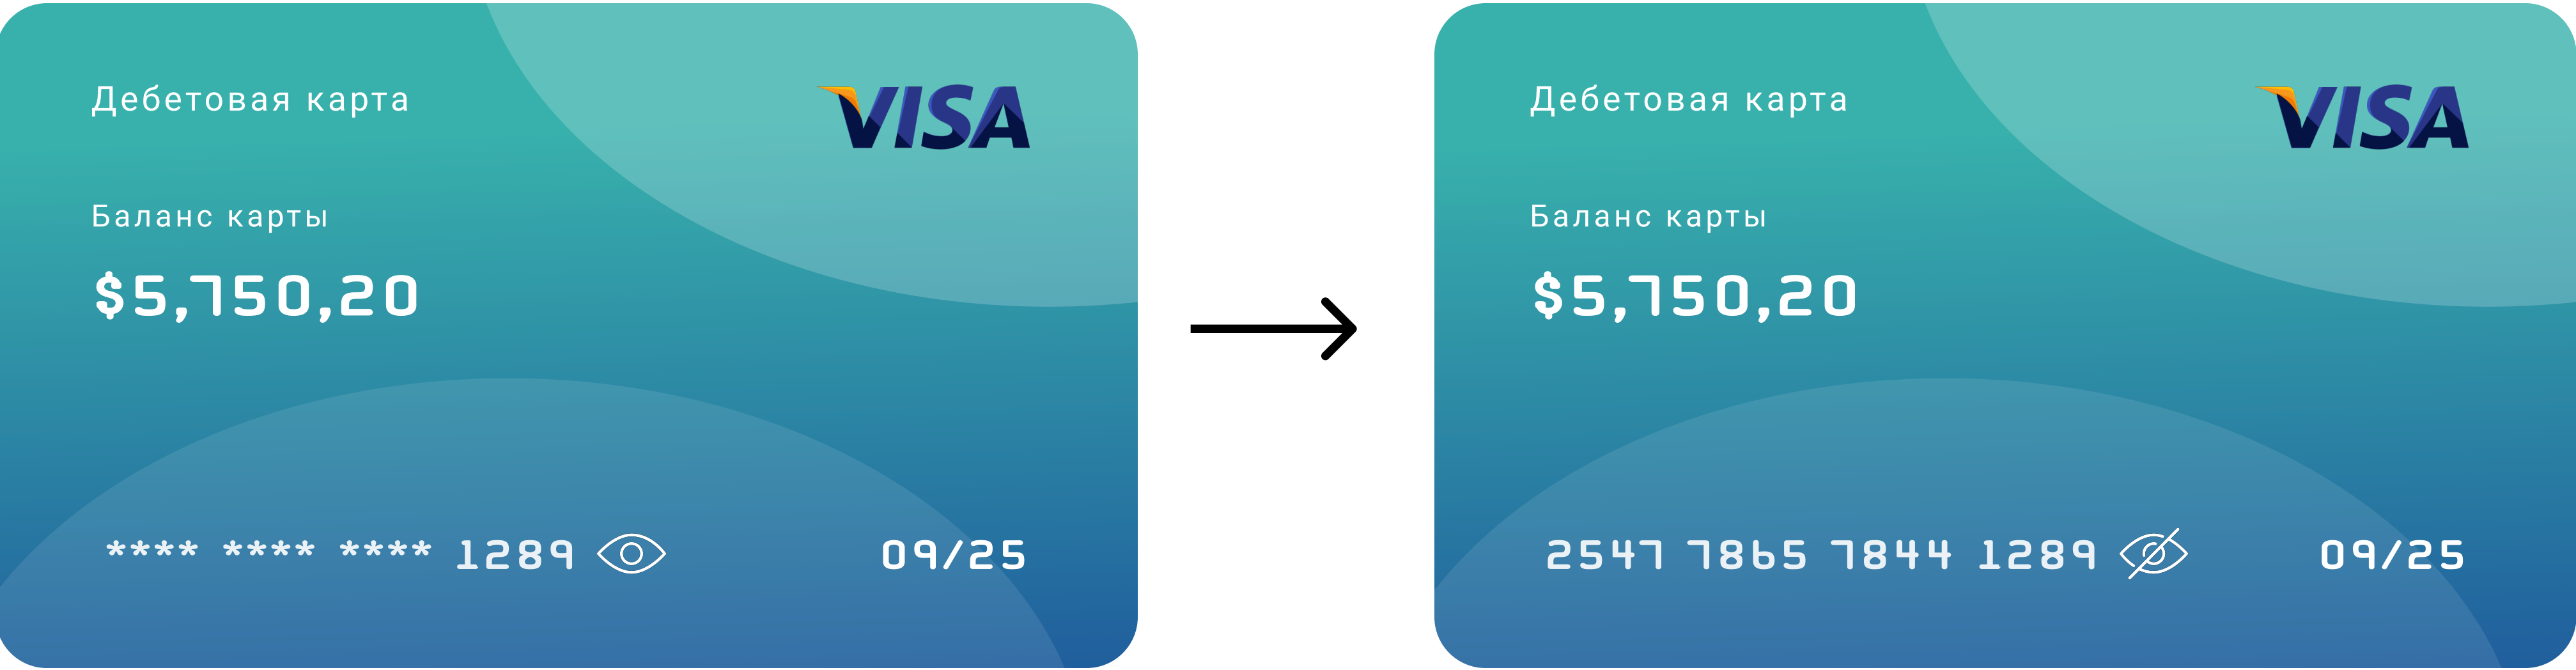 Дебетовая карта
VISA
Баланс карты
$5,750,20
**** **** **** 1289
09/25
Дебетовая карта
VISA
Баланс карты
$5,750,20
2547 7865 7844 1289
09/25